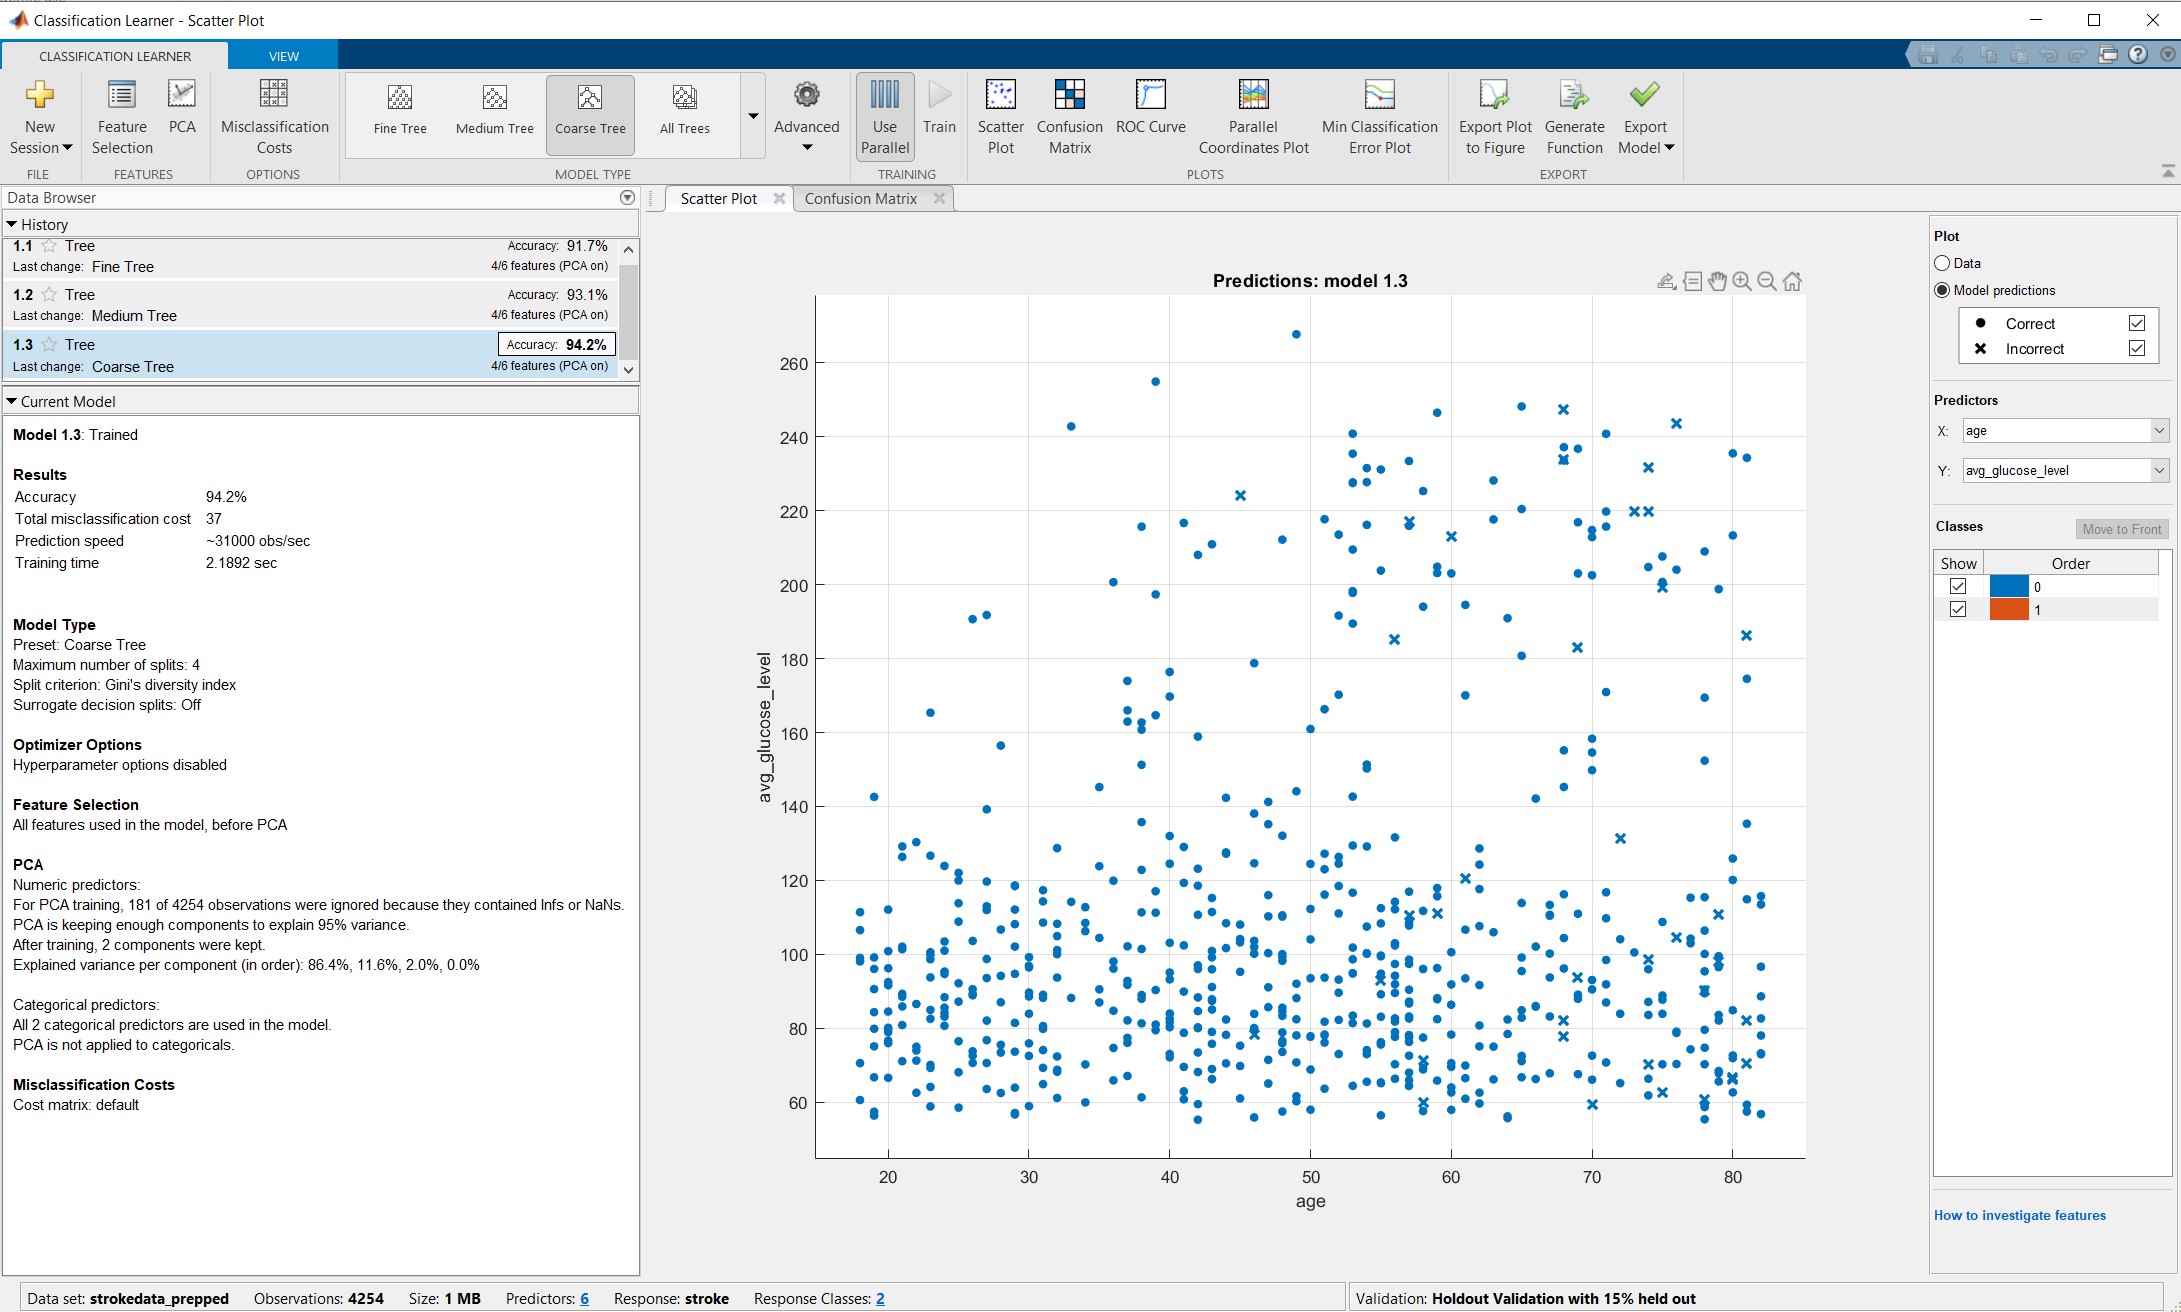 Classification Learner - Scatter Plot
CLASSIFICATION LEARNER
VIEW
New Session
Feature Selection
PCA
Misclassification Costs
Fine Tree
Medium Tree
Coarse Tree
All Trees
Advanced
Use Parallel
Train
Scatter Plot
Confusion Matrix
ROC Curve
Parallel Coordinates Plot
Min Classification Error Plot
Export Plot to Figure
Generate Function
Export Model
FILE
FEATURES
OPTIONS
MODEL TYPE
TRAINING
PLOTS
EXPORT
Data Browser
History
1.1 Tree Accuracy: 91.7%
Last change: Fine Tree 4/6 features (PCA on)
1.2 Tree Accuracy: 93.1%
Last change: Medium Tree 4/6 features (PCA on)
1.3 Tree Accuracy: 94.2%
Last change: Coarse Tree 4/6 features (PCA on)
Current Model
Model 1.3: Trained
Results
Accuracy 94.2%
Total misclassification cost 37
Prediction speed ~31000 obs/sec
Training time 2.1892 sec
Model Type
Preset: Coarse Tree
Maximum number of splits: 4
Split criterion: Gini's diversity index
Surrogate decision splits: Off
Optimizer Options
Hyperparameter options disabled
Feature Selection
All features used in the model, before PCA
PCA
Numeric predictors:
For PCA training, 181 of 4254 observations were ignored because they contained Infs or NaNs.
PCA is keeping enough components to explain 95% variance.
After training, 2 components were kept.
Explained variance per component (in order): 86.4%, 11.6%, 2.0%, 0.0%
Categorical predictors:
All 2 categorical predictors are used in the model.
PCA is not applied to categoricals.
Misclassification Costs
Cost matrix: default
Scatter Plot
Confusion Matrix
Predictions: model 1.3
260
240
220
200
180
160
140
120
100
80
60
avg_glucose_level
20 30 40 50 60 70 80
age
Plot
Data
Model predictions
Correct
Incorrect
Predictors
X: age
Y: avg_glucose_level
Classes
Move to Front
Show Order
0
1
How to investigate features
Data set: strokedata_prepped Observations: 4254 Size: 1 MB Predictors: 6 Response: stroke Response Classes: 2
Validation: Holdout Validation with 15% held out